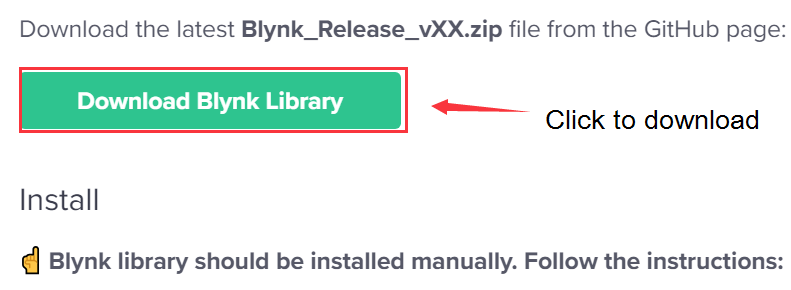 Download the latest Blynk_Release_vXX.zip file from the GitHub page:
Download Blynk Library
Click to download
Install
Blynk library should be installed manually. Follow the instructions: